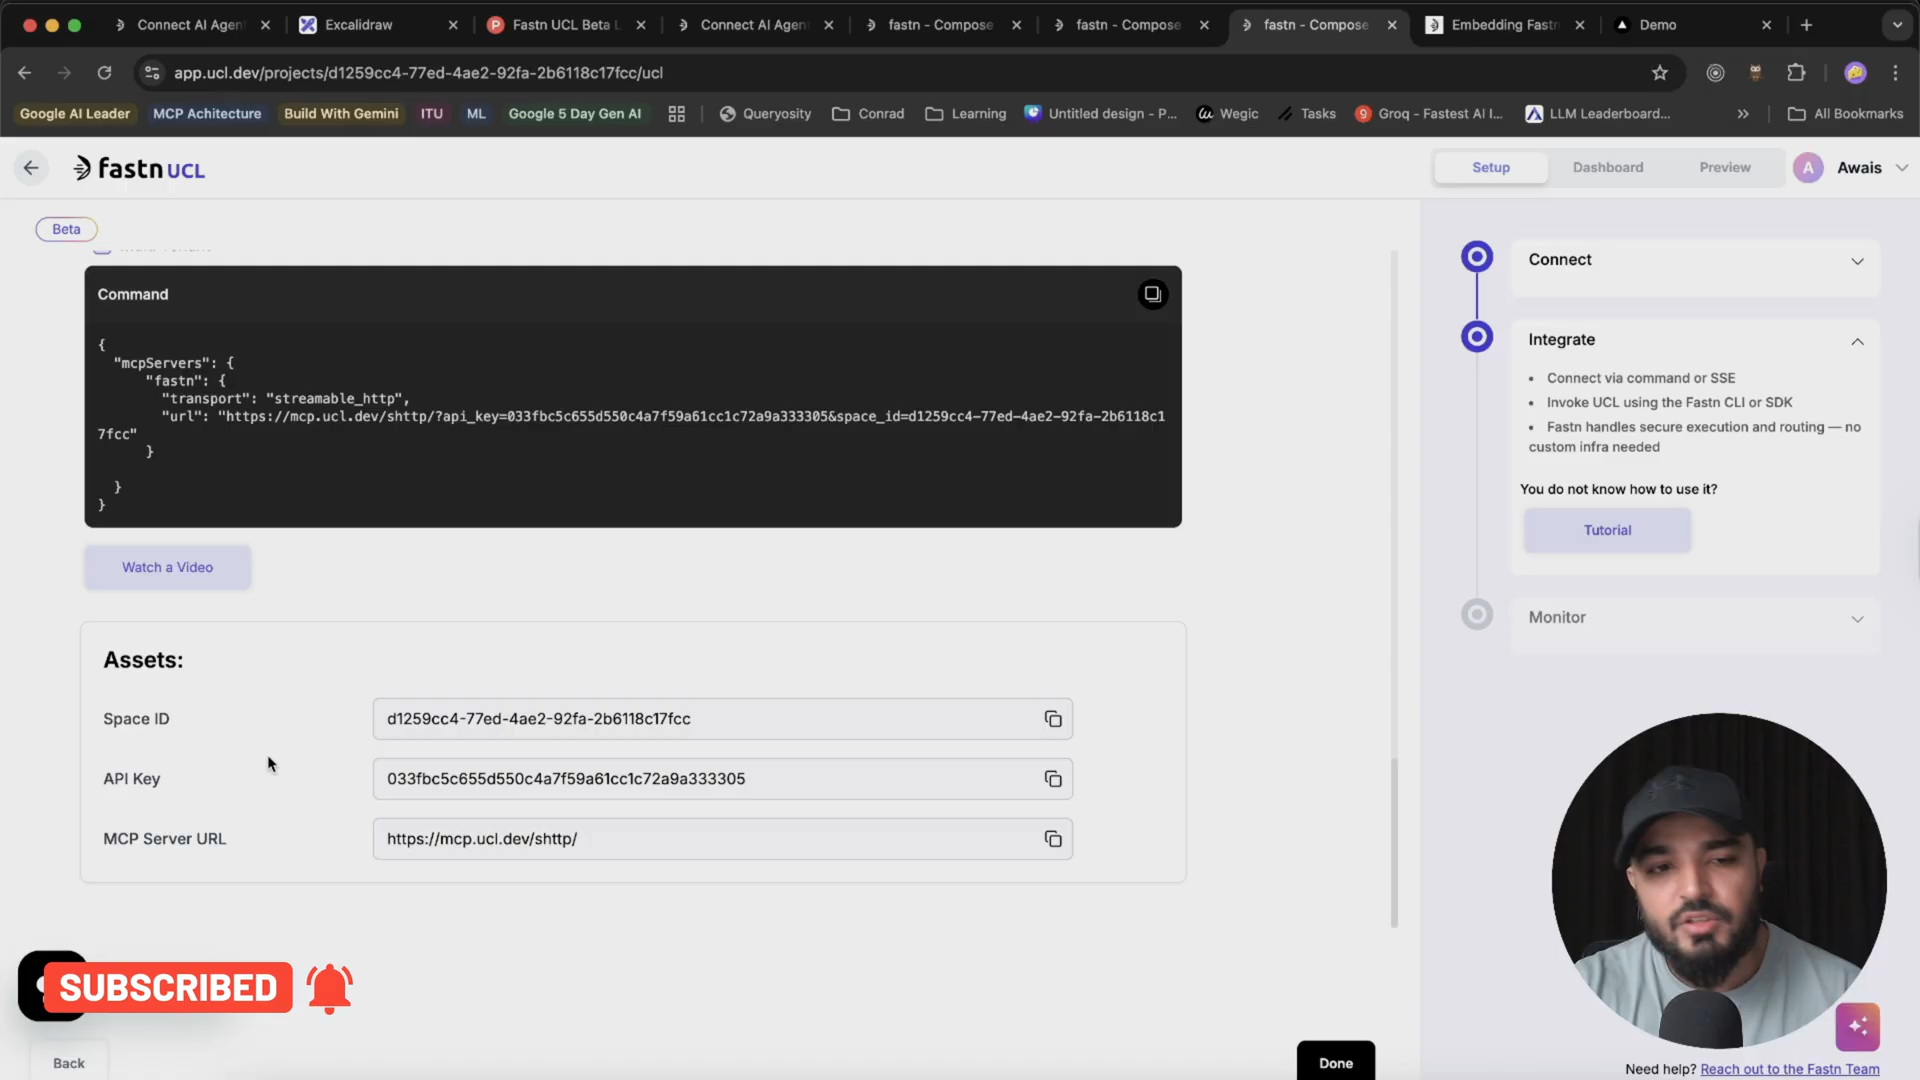 Connect AI Agen
Excalidraw
Fastn UCL Beta L
Connect AI Agen
fastn - Compose
fastn - Compose
fastn - Compose
Embedding Fastn
Demo
app.ucl.dev/projects/d1259cc4-77ed-4ae2-92fa-2b6118c17fcc/ucl
Google AI Leader
MCP Achitecture
Build With Gemini
ITU
ML
Google 5 Day Gen AI
Queryosity
Conrad
Learning
Untitled design - P...
Wegic
Tasks
Groq - Fastest AI I...
LLM Leaderboard...
All Bookmarks
fastn UCL
Setup
Dashboard
Preview
A
Awais
Beta
Command
{
"mcpServers": {
"fastn": {
"transport": "streamable_http",
"url": "https://mcp.ucl.dev/shttp/?api_key=033fbc5c655d550c4a7f59a61cc1c72a9a333305&space_id=d1259cc4-77ed-4ae2-92fa-2b6118c1
7fcc"
}
}
}
Watch a Video
Assets:
Space ID
d1259cc4-77ed-4ae2-92fa-2b6118c17fcc
API Key
033fbc5c655d550c4a7f59a61cc1c72a9a333305
MCP Server URL
https://mcp.ucl.dev/shttp/
Connect
Integrate
• Connect via command or SSE
• Invoke UCL using the Fastn CLI or SDK
• Fastn handles secure execution and routing — no
custom infra needed
You do not know how to use it?
Tutorial
Monitor
SUBSCRIBED
Back
Done
Need help? Reach out to the Fastn Team